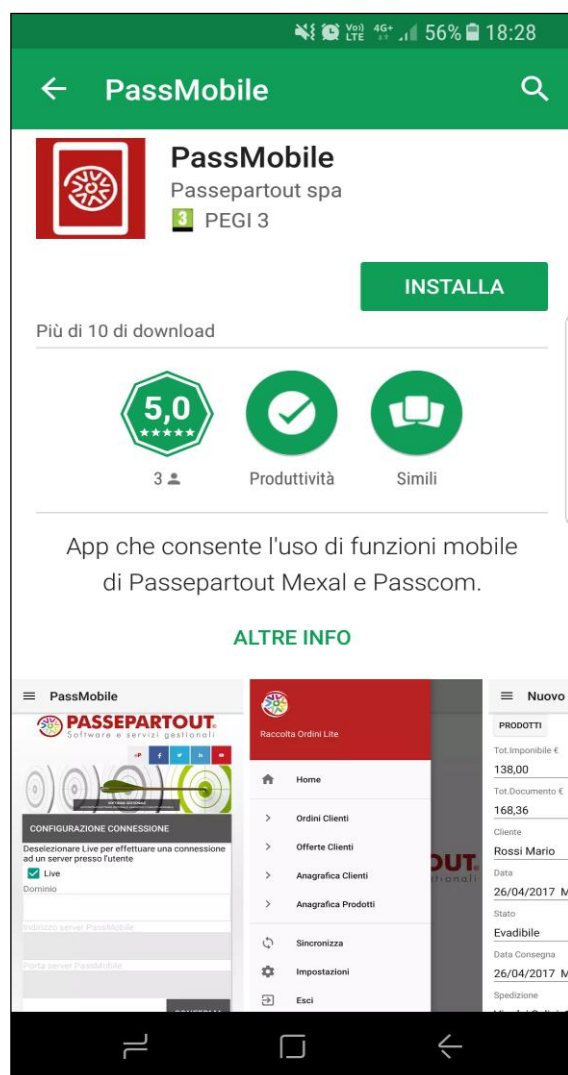 Vo)) LTE 4G+ 56% 18:28
PassMobile
PassMobile
Passepartout spa
3 PEGI 3
INSTALLA
Più di 10 di download
5,0
3
Produttività
Simili
App che consente l'uso di funzioni mobile
di Passepartout Mexal e Passcom.
ALTRE INFO
PassMobile
PASSEPARTOUT
Software e servizi gestionali
CONFIGURAZIONE CONNESSIONE
Deselezionare Live per effettuare una connessione
ad un server presso l'utente
Live
Dominio
Indirizzo server PassMobile
Porta server PassMobile
Raccolta Ordini Lite
Home
Ordini Clienti
Offerte Clienti
Anagrafica Clienti
Anagrafica Prodotti
Sincronizza
Impostazioni
Esci
Nuovo
PRODOTTI
Tot.Imponibile €
138,00
Tot.Documento €
168,36
Cliente
Rossi Mario
Data
26/04/2017 M
Stato
Evadibile
Data Consegna
26/04/2017 M
Spedizione